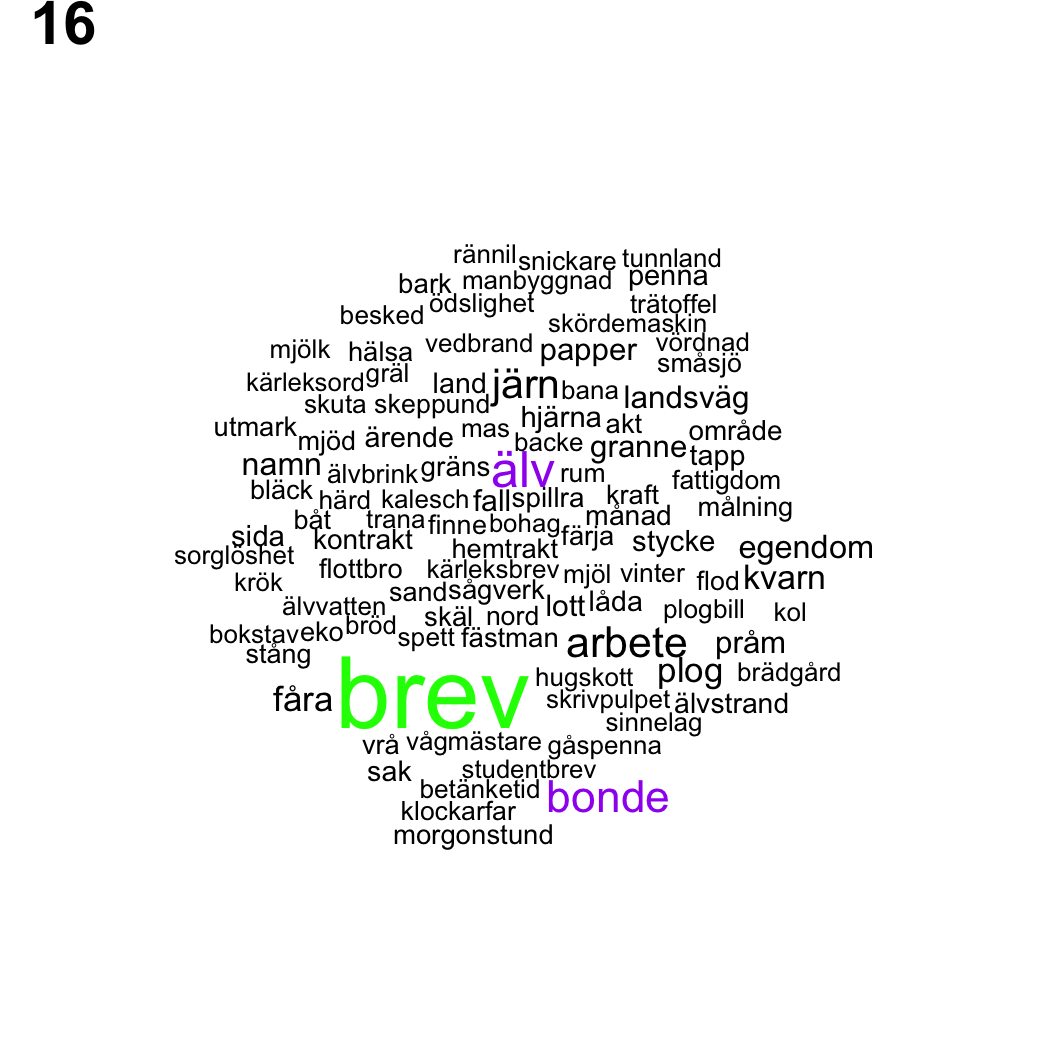 16
rännil snickare tunnland
bark manbyggnad penna
besked ödslighet trätoffel
skördemaskin
mjölk hälsa vedbrand papper vördnad
småsjö
kärleksord gräl land järn bana landsväg
skuta skeppund
utmark mjöd ärende mas hjärna akt område
backe granne tapp
namn älvbrink gräns älv rum fattigdom
bläck härd kalesch fall spillra kraft målning
båt trana finne bohag månad
sida kontrakt hemtrakt färja stycke egendom
sorglöshet
krök flottbro kärleksbrev mjöl vinter flod kvarn
älvvatten sand sågverk lott låda plogbill kol
bokstav eko bröd skäl nord
stång spett fästman arbete pråm
fåra brev hugskott plog brädgård
skrivpulpet älvstrand
sinnelag
vrå vågmästare gåspenna
sak studentbrev
betänketid bonde
klockarfar
morgonstund